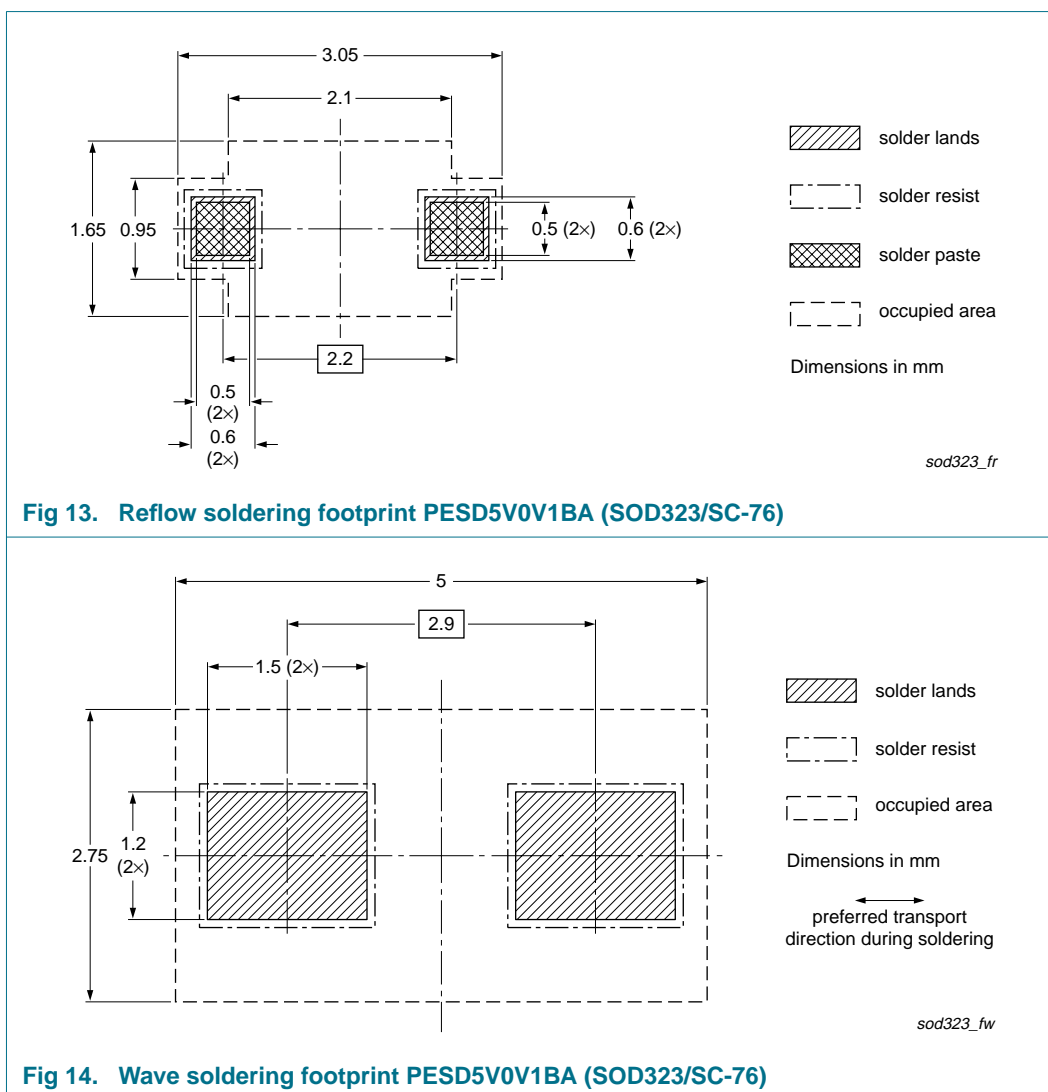 3.05
2.1
solder lands
solder resist
1.65 0.95
0.5 (2×) 0.6 (2×)
solder paste
occupied area
2.2
Dimensions in mm
0.5
(2×)
0.6
(2×)
sod323_fr
Fig 13. Reflow soldering footprint PESD5V0V1BA (SOD323/SC-76)
5
2.9
1.5 (2×)
solder lands
solder resist
occupied area
2.75
1.2
(2×)
Dimensions in mm
preferred transport
direction during soldering
sod323_fw
Fig 14. Wave soldering footprint PESD5V0V1BA (SOD323/SC-76)